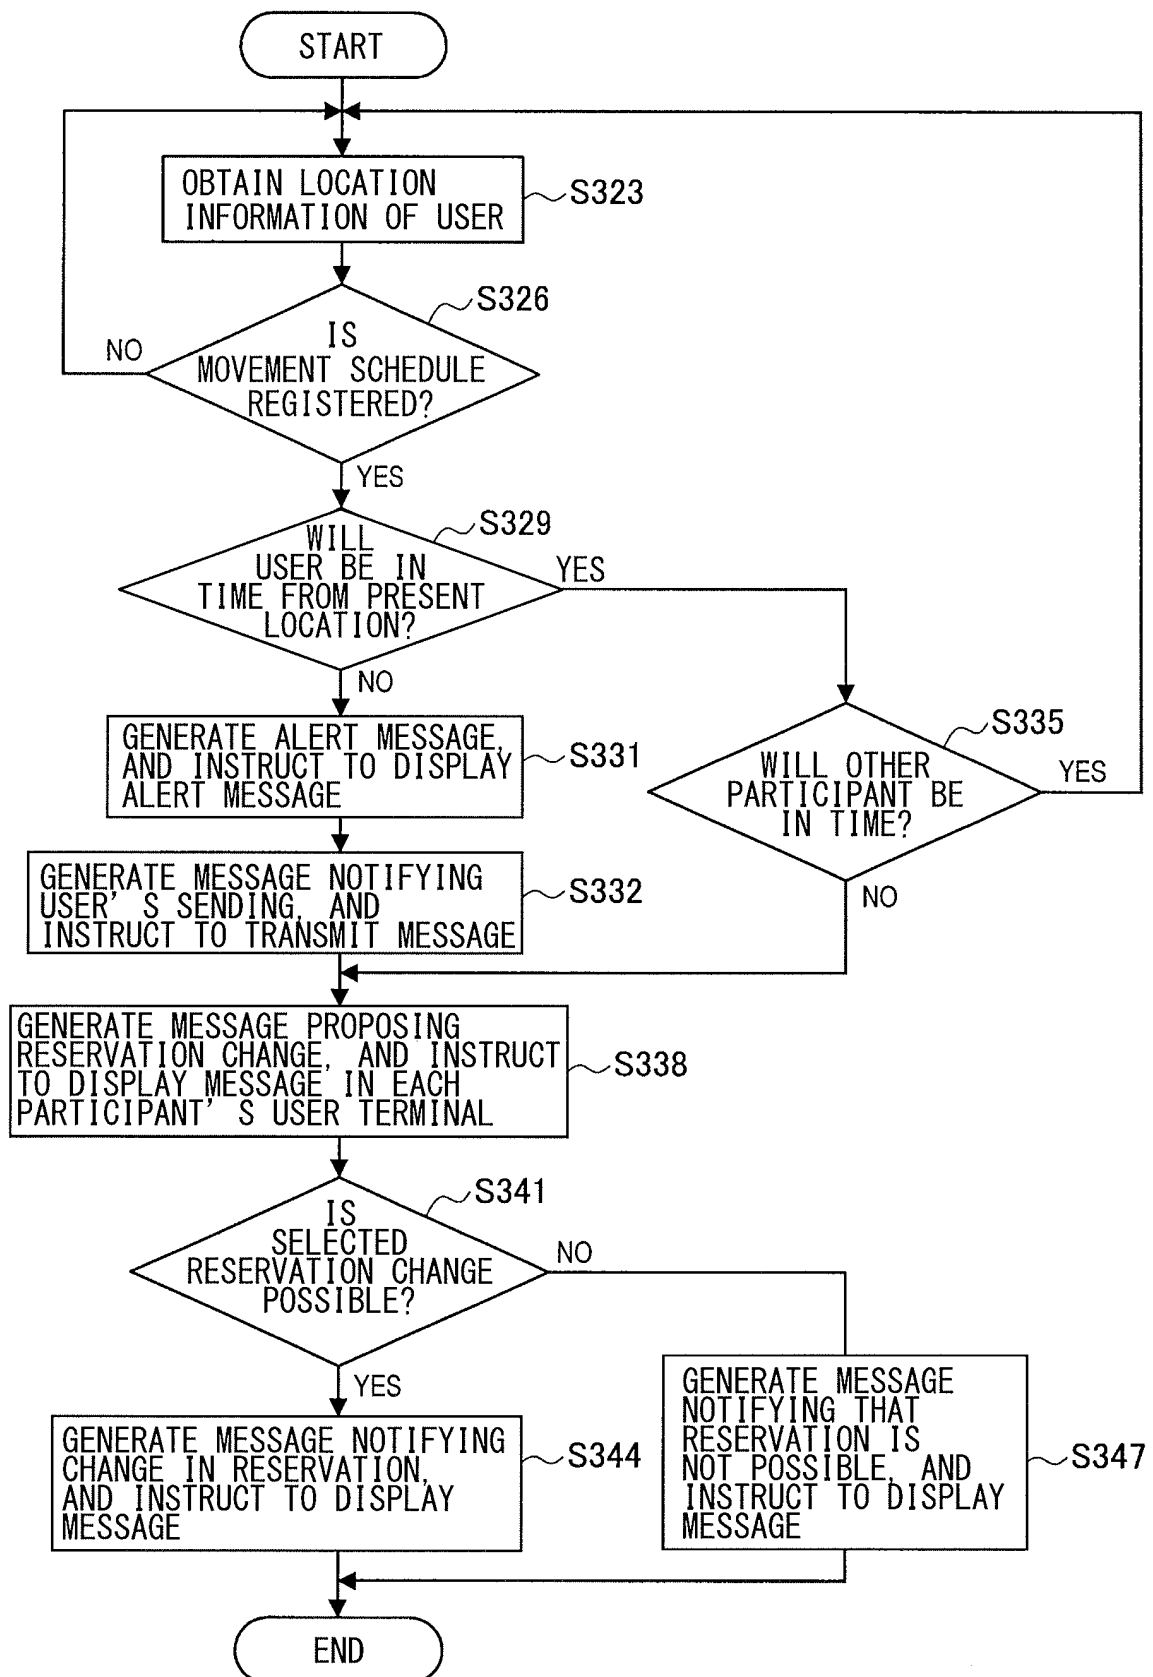 START
OBTAIN LOCATION
INFORMATION OF USER
S323
S326
IS
MOVEMENT SCHEDULE
REGISTERED?
NO
YES
S329
WILL
USER BE IN
TIME FROM PRESENT
LOCATION?
YES
NO
GENERATE ALERT MESSAGE,
AND INSTRUCT TO DISPLAY
ALERT MESSAGE
S331
S335
WILL OTHER
PARTICIPANT BE
IN TIME?
YES
NO
GENERATE MESSAGE NOTIFYING
USER'S SENDING, AND
INSTRUCT TO TRANSMIT MESSAGE
S332
GENERATE MESSAGE PROPOSING
RESERVATION CHANGE, AND INSTRUCT
TO DISPLAY MESSAGE IN EACH
PARTICIPANT'S USER TERMINAL
S338
S341
IS
SELECTED
RESERVATION CHANGE
POSSIBLE?
NO
YES
GENERATE MESSAGE NOTIFYING
CHANGE IN RESERVATION,
AND INSTRUCT TO DISPLAY
MESSAGE
S344
GENERATE MESSAGE
NOTIFYING THAT
RESERVATION IS
NOT POSSIBLE, AND
INSTRUCT TO DISPLAY
MESSAGE
S347
END